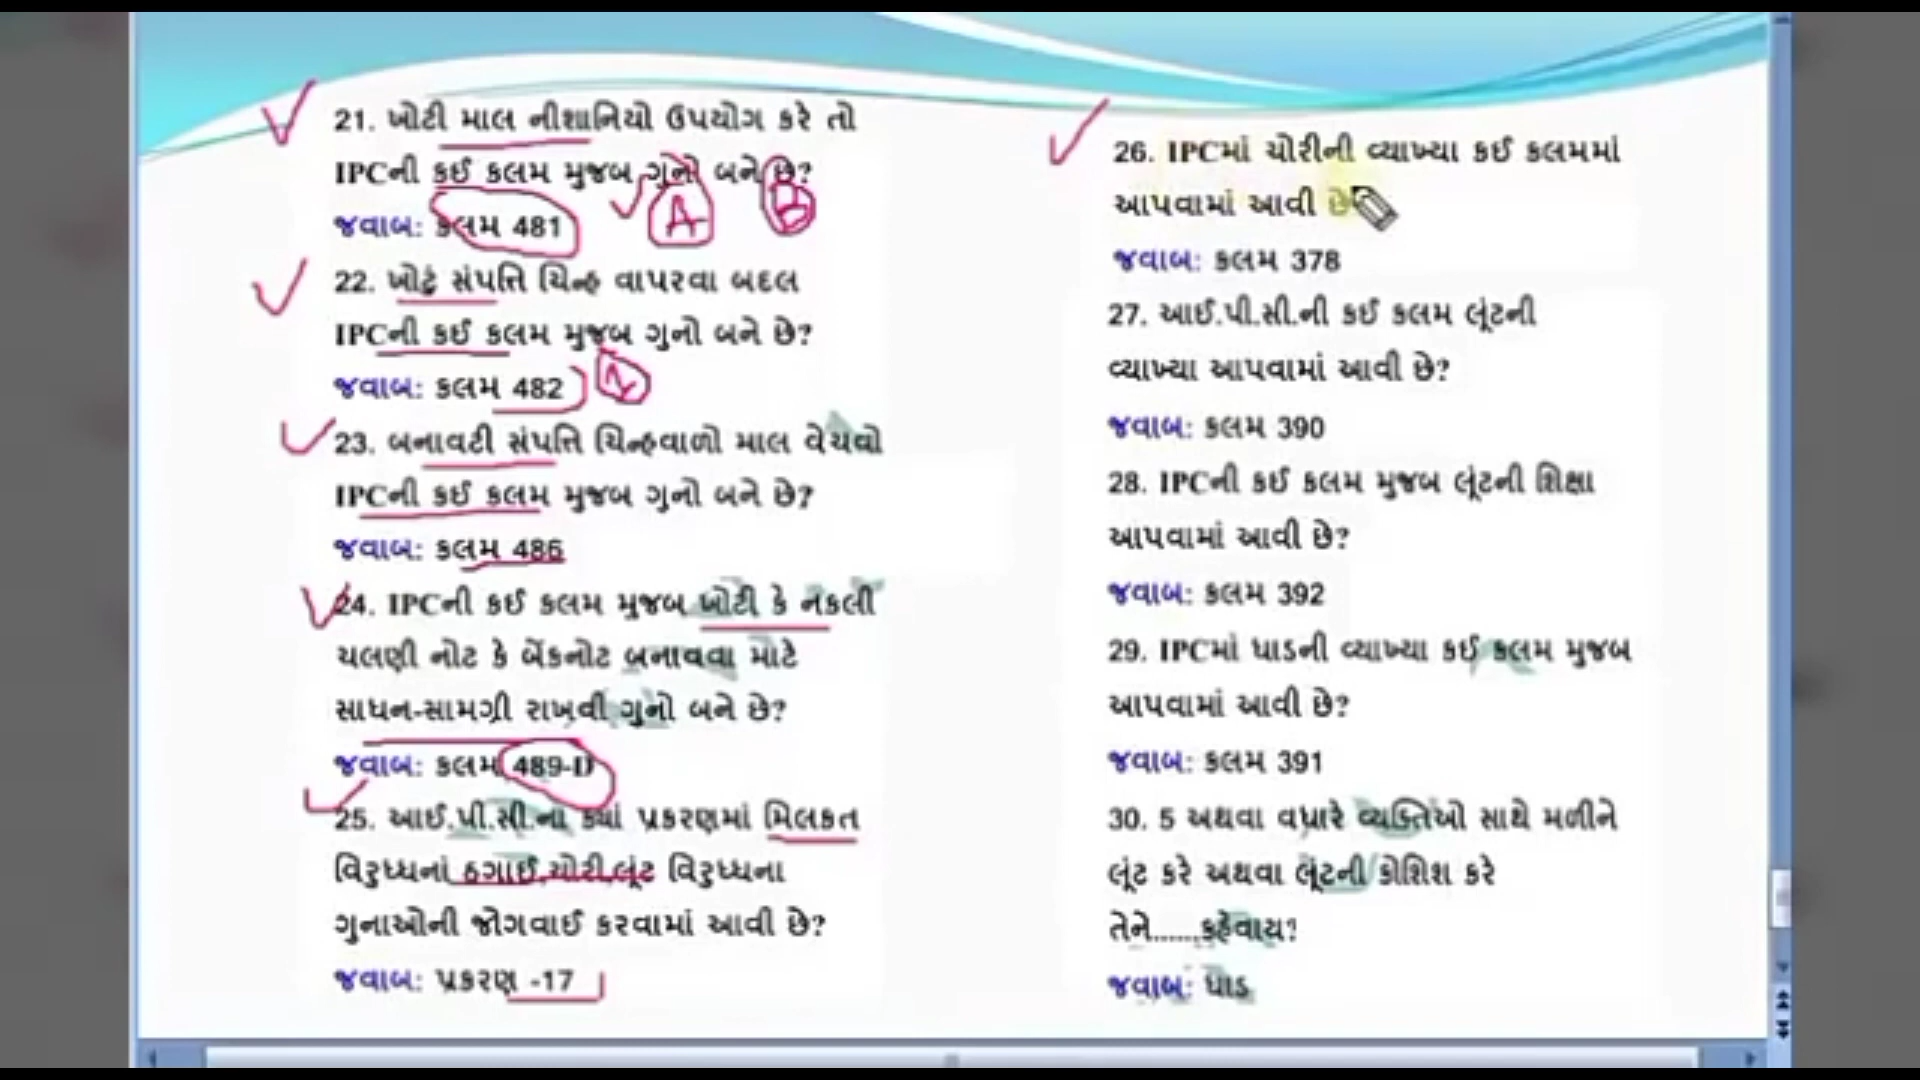 21. ખોટી માલ નીશાનિયો ઉપયોગ કરે તો
IPCની કઈ કલમ મુજબ ગુનો બને છે?
જવાબ: કલમ 481
A
B
22. ખોટું સંપત્તિ ચિન્હ વાપરવા બદલ
IPCની કઈ કલમ મુજબ ગુનો બને છે?
જવાબ: કલમ 482
23. બનાવટી સંપત્તિ ચિન્હવાળો માલ વેચવો
IPCની કઈ કલમ મુજબ ગુનો બને છે?
જવાબ: કલમ 486
24. IPCની કઈ કલમ મુજબ ખોટી કે નકલી
ચલણી નોટ કે બેંકનોટ બનાવવા માટે
સાધન-સામગ્રી રાખવી ગુનો બને છે?
જવાબ: કલમ 489-D
25. આઈ.પી.સી.ના ક્યાં પ્રકરણમાં મિલકત
વિરુધ્ધનાં ઠગાઈ,ચોરી,લૂંટ વિરુધ્ધના
ગુનાઓની જોગવાઈ કરવામાં આવી છે?
જવાબ: પ્રકરણ -17
26. IPCમાં ચોરીની વ્યાખ્યા કઈ કલમમાં
આપવામાં આવી છે
જવાબ: કલમ 378
27. આઈ.પી.સી.ની કઈ કલમ લૂંટની
વ્યાખ્યા આપવામાં આવી છે?
જવાબ: કલમ 390
28. IPCની કઈ કલમ મુજબ લૂંટની શિક્ષા
આપવામાં આવી છે?
જવાબ: કલમ 392
29. IPCમાં ધાડની વ્યાખ્યા કઈ કલમ મુજબ
આપવામાં આવી છે?
જવાબ: કલમ 391
30. 5 અથવા વધારે વ્યક્તિઓ સાથે મળીને
લૂંટ કરે અથવા લૂંટની કોશિશ કરે
તેને......કહેવાય?
જવાબ: ધાડ